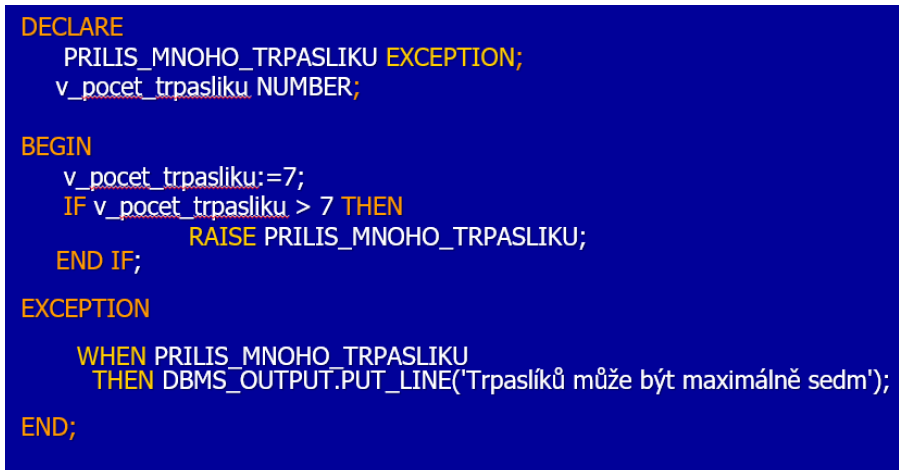 DECLARE
PRILIS_MNOHO_TRPASLIKU EXCEPTION;
v_pocet_trpasliku NUMBER;
BEGIN
v_pocet_trpasliku:=7;
IF v_pocet_trpasliku > 7 THEN
RAISE PRILIS_MNOHO_TRPASLIKU;
END IF;
EXCEPTION
WHEN PRILIS_MNOHO_TRPASLIKU
THEN DBMS_OUTPUT.PUT_LINE('Trpaslíků může být maximálně sedm');
END;